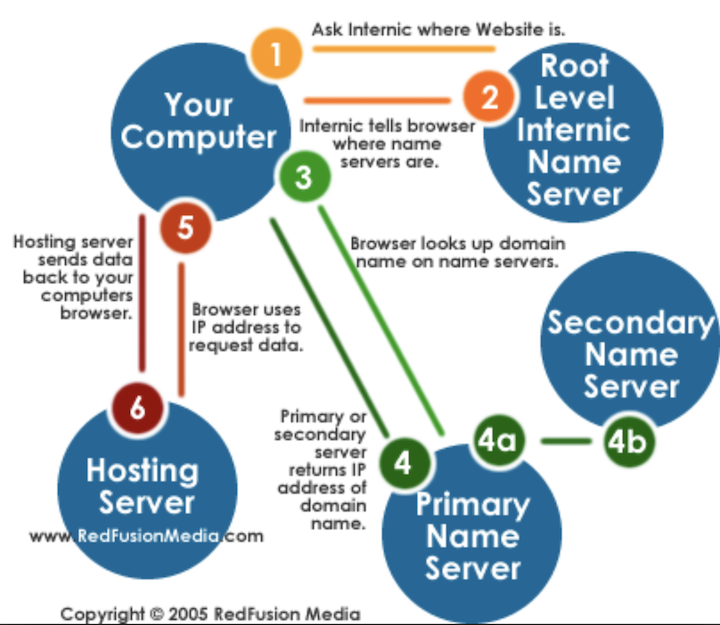 Ask Internic where Website is.
1
Your
Computer
2
Root
Level
Internic
Name
Server
Internic tells browser
where name
servers are.
3
5
Hosting server
sends data
back to your
computers
browser.
Browser looks up domain
name on name servers.
Browser uses
IP address to
request data.
Secondary
Name
Server
6
Primary or
secondary
server
returns IP
address of
domain
name.
4
4a
4b
Hosting
Server
www.RedFusionMedia.com
Primary
Name
Server
Copyright © 2005 RedFusion Media